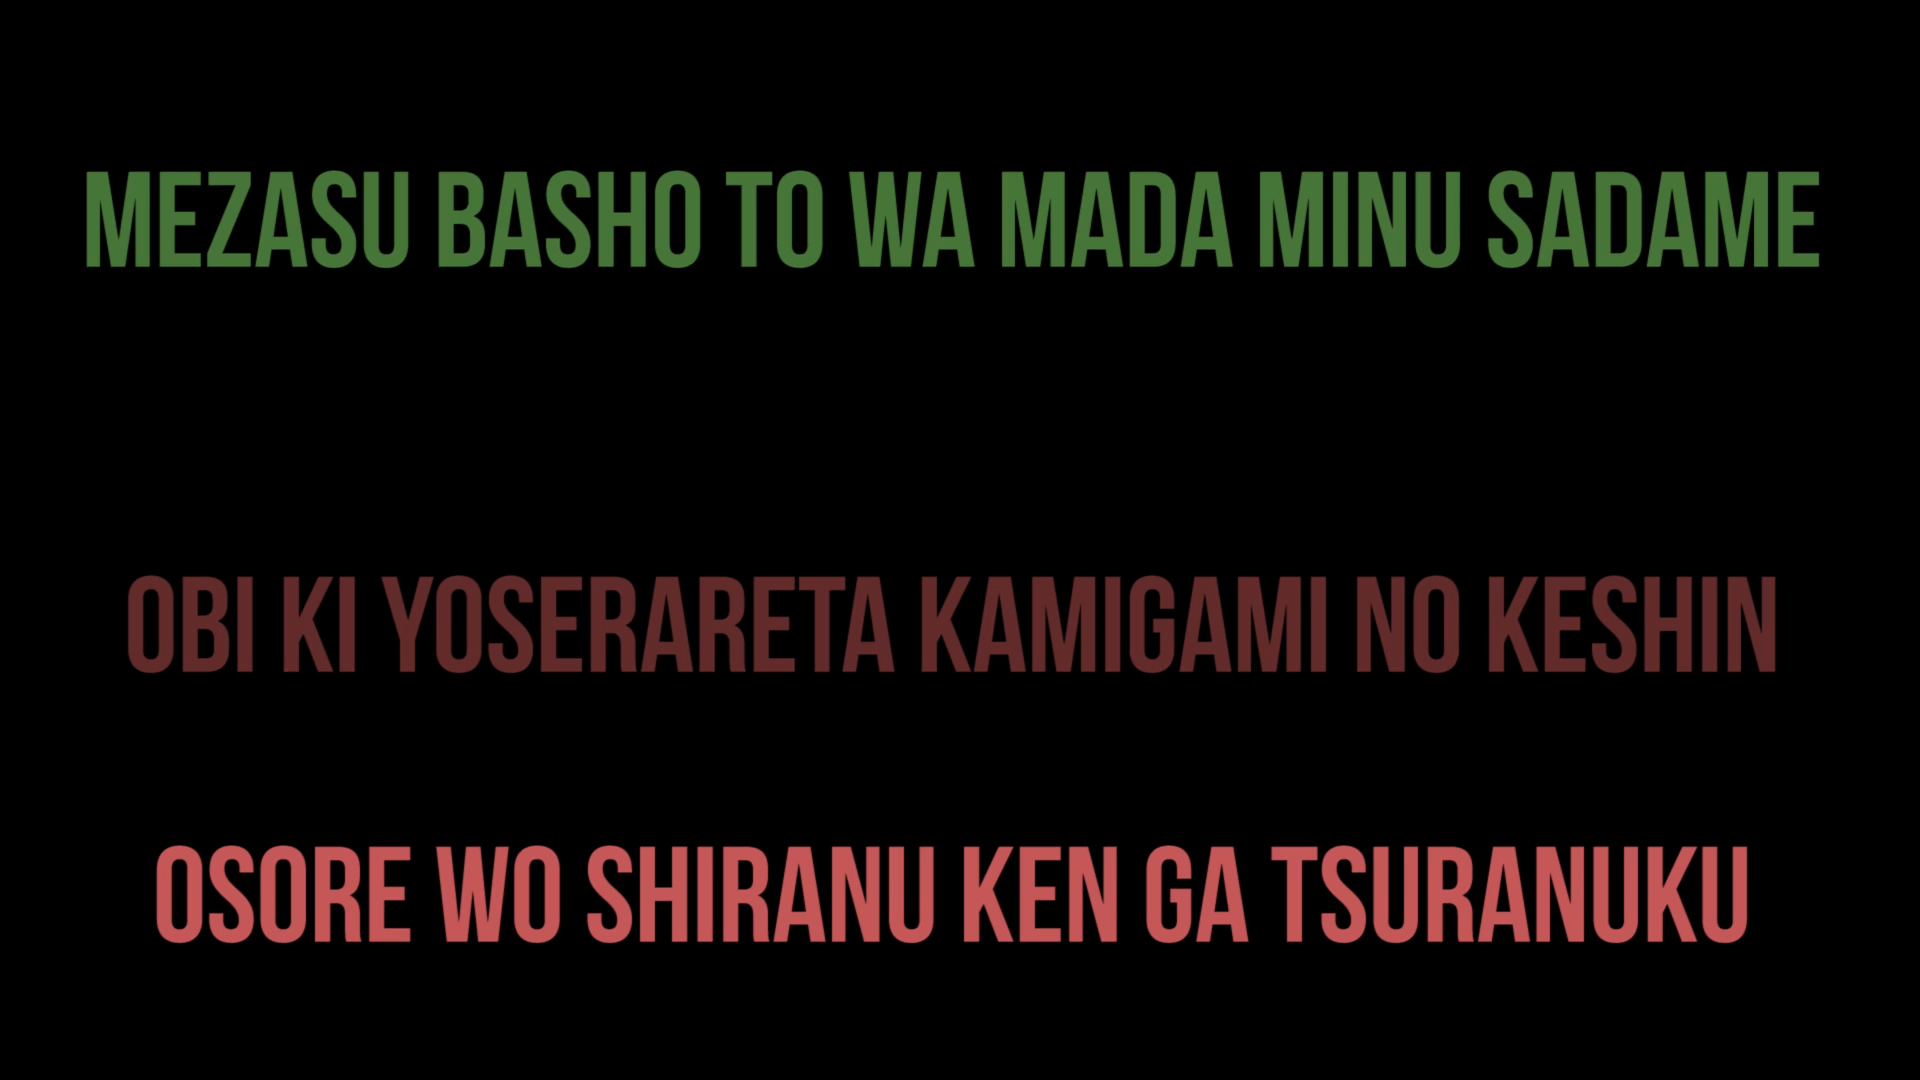 MEZASU BASHO TO WA MADA MINU SADAME
OBI KI YOSERARETA KAMIGAMI NO KESHIN
OSORE WO SHIRANU KEN GA TSURANUKU